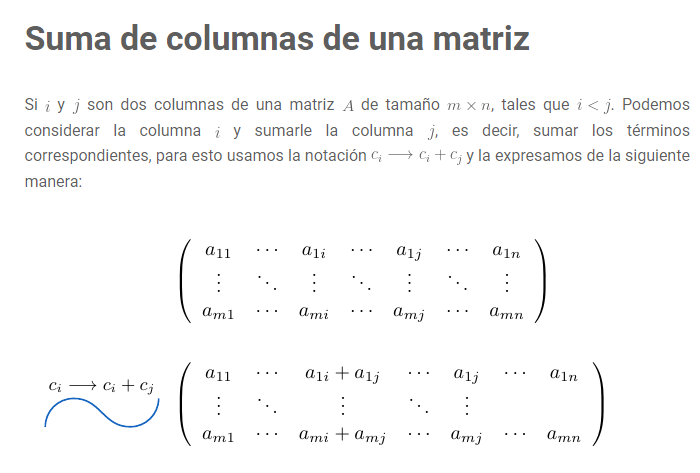 Suma de columnas de una matriz
Si i y j son dos columnas de una matriz A de tamaño m × n, tales que i < j. Podemos
considerar la columna i y sumarle la columna j, es decir, sumar los términos
correspondientes, para esto usamos la notación c_i ⟶ c_i + c_j y la expresamos de la siguiente
manera:
a_11 ⋯ a_1i ⋯ a_1j ⋯ a_1n
⋮ ⋱ ⋮ ⋱ ⋮ ⋱ ⋮
a_m1 ⋯ a_mi ⋯ a_mj ⋯ a_mn
c_i ⟶ c_i + c_j
a_11 ⋯ a_1i + a_1j ⋯ a_1j ⋯ a_1n
⋮ ⋱ ⋮ ⋱ ⋮
a_m1 ⋯ a_mi + a_mj ⋯ a_mj ⋯ a_mn